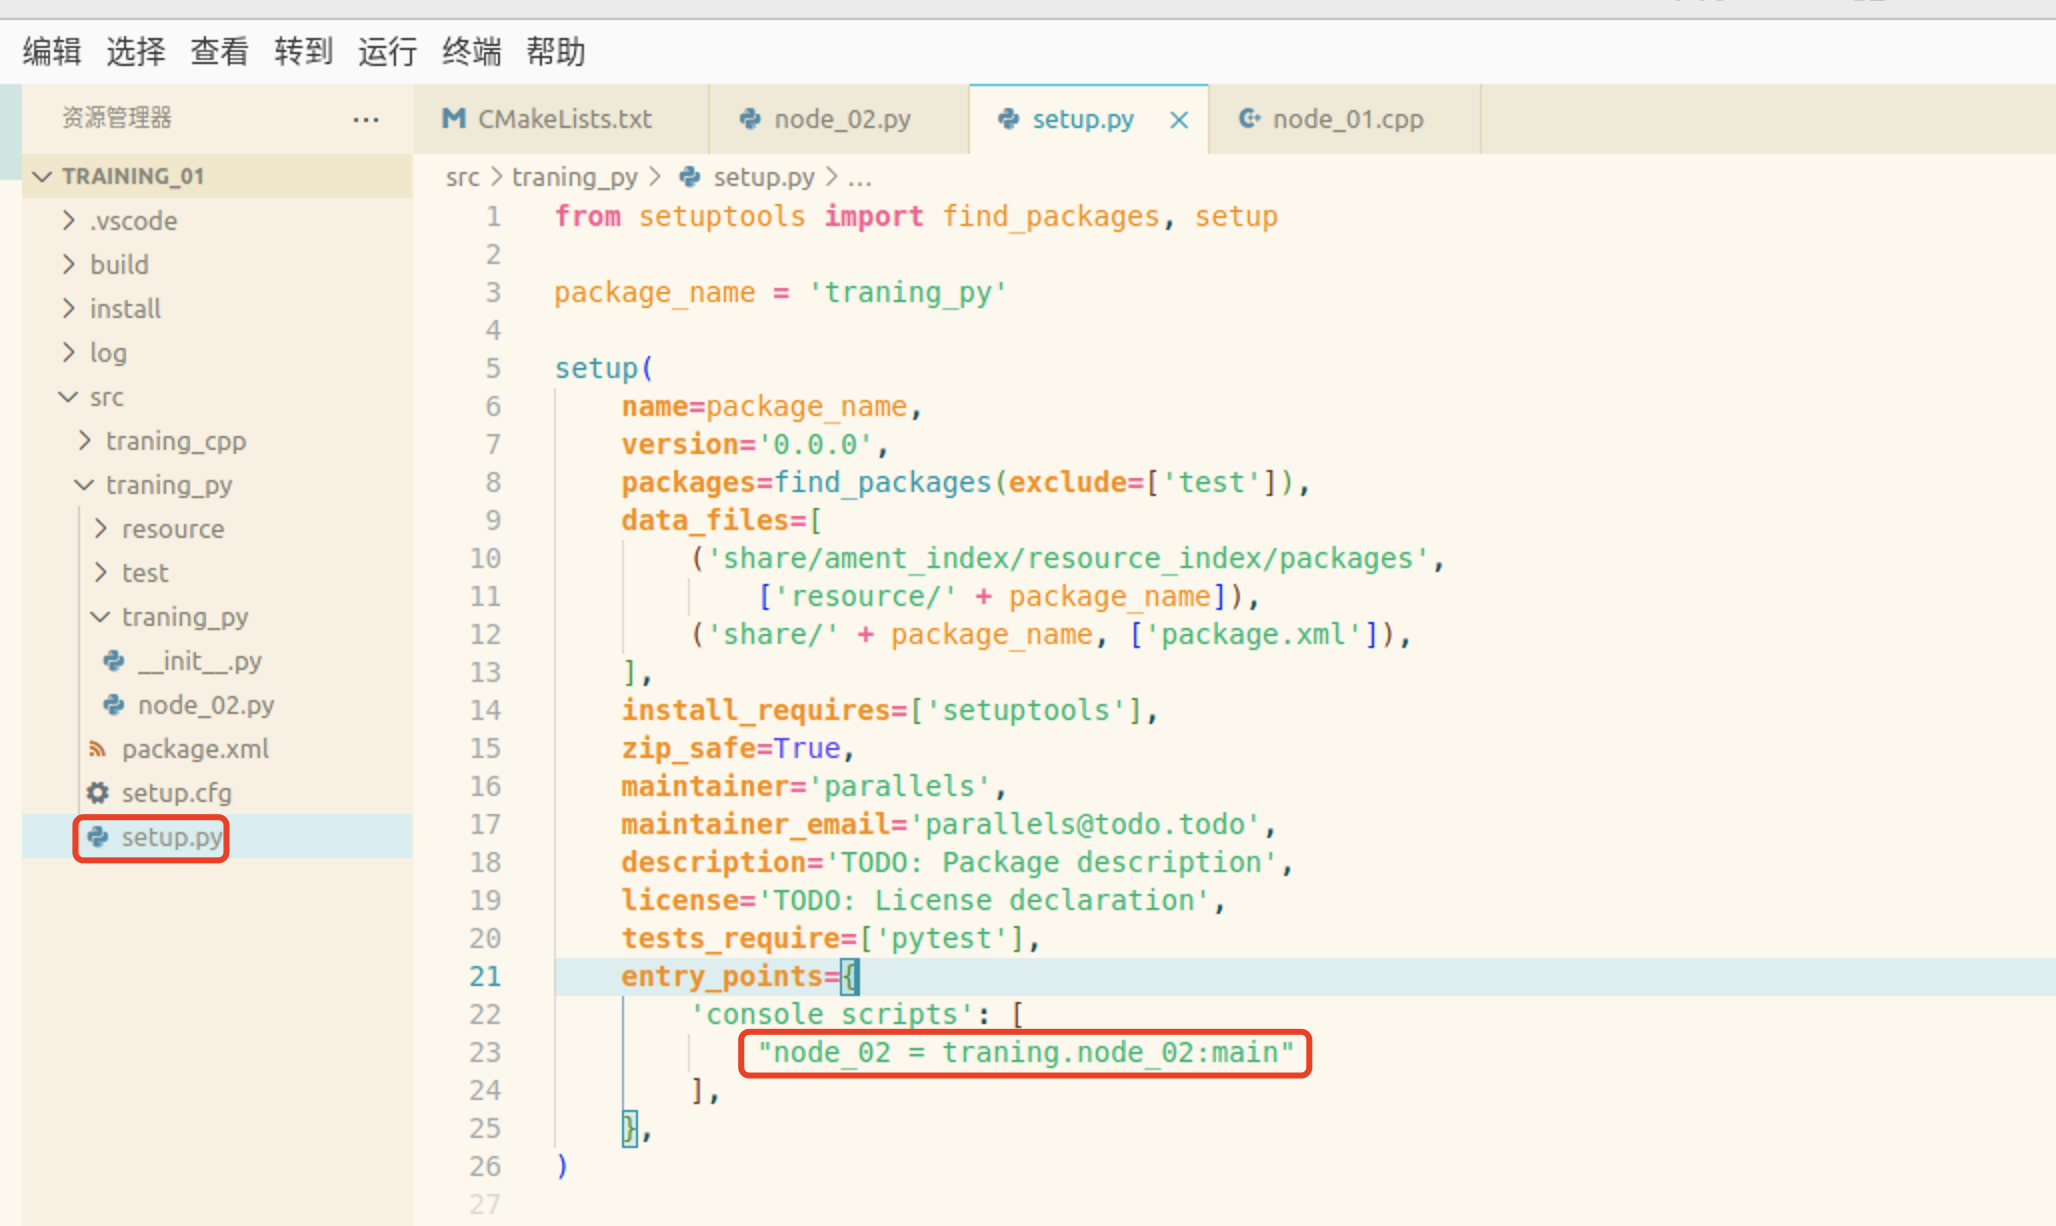 编辑 选择 查看 转到 运行 终端 帮助
资源管理器 ...
CMakeLists.txt node_02.py setup.py × node_01.cpp
TRAINING_01
.vscode
build
install
log
src
traning_cpp
traning_py
resource
test
traning_py
__init__.py
node_02.py
package.xml
setup.cfg
setup.py
src > traning_py > setup.py > ...
1 from setuptools import find_packages, setup
2
3 package_name = 'traning_py'
4
5 setup(
6 name=package_name,
7 version='0.0.0',
8 packages=find_packages(exclude=['test']),
9 data_files=[
10 ('share/ament_index/resource_index/packages',
11 ['resource/' + package_name]),
12 ('share/' + package_name, ['package.xml']),
13 ],
14 install_requires=['setuptools'],
15 zip_safe=True,
16 maintainer='parallels',
17 maintainer_email='parallels@todo.todo',
18 description='TODO: Package description',
19 license='TODO: License declaration',
20 tests_require=['pytest'],
21 entry_points={
22 'console_scripts': [
23 "node_02 = traning.node_02:main"
24 ],
25 },
26 )
27